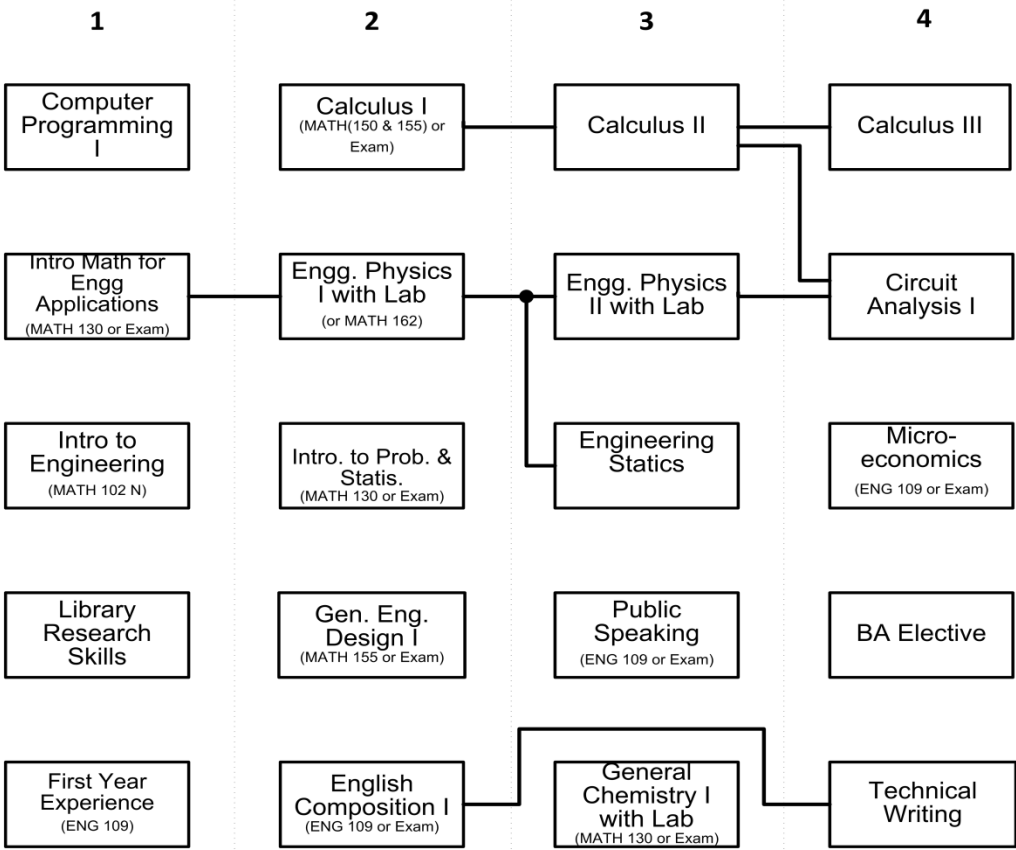 1
2
3
4
Computer
Programming
I
Calculus I
(MATH(150 & 155) or
Exam)
Calculus II
Calculus III
Intro Math for
Engg
Applications
(MATH 130 or Exam)
Engg. Physics
I with Lab
(or MATH 162)
Engg. Physics
II with Lab
Circuit
Analysis I
Intro to
Engineering
(MATH 102 N)
Intro. to Prob. &
Statis.
(MATH 130 or Exam)
Engineering
Statics
Micro-
economics
(ENG 109 or Exam)
Library
Research
Skills
Gen. Eng.
Design I
(MATH 155 or Exam)
Public
Speaking
(ENG 109 or Exam)
BA Elective
First Year
Experience
(ENG 109)
English
Composition I
(ENG 109 or Exam)
General
Chemistry I
with Lab
(MATH 130 or Exam)
Technical
Writing